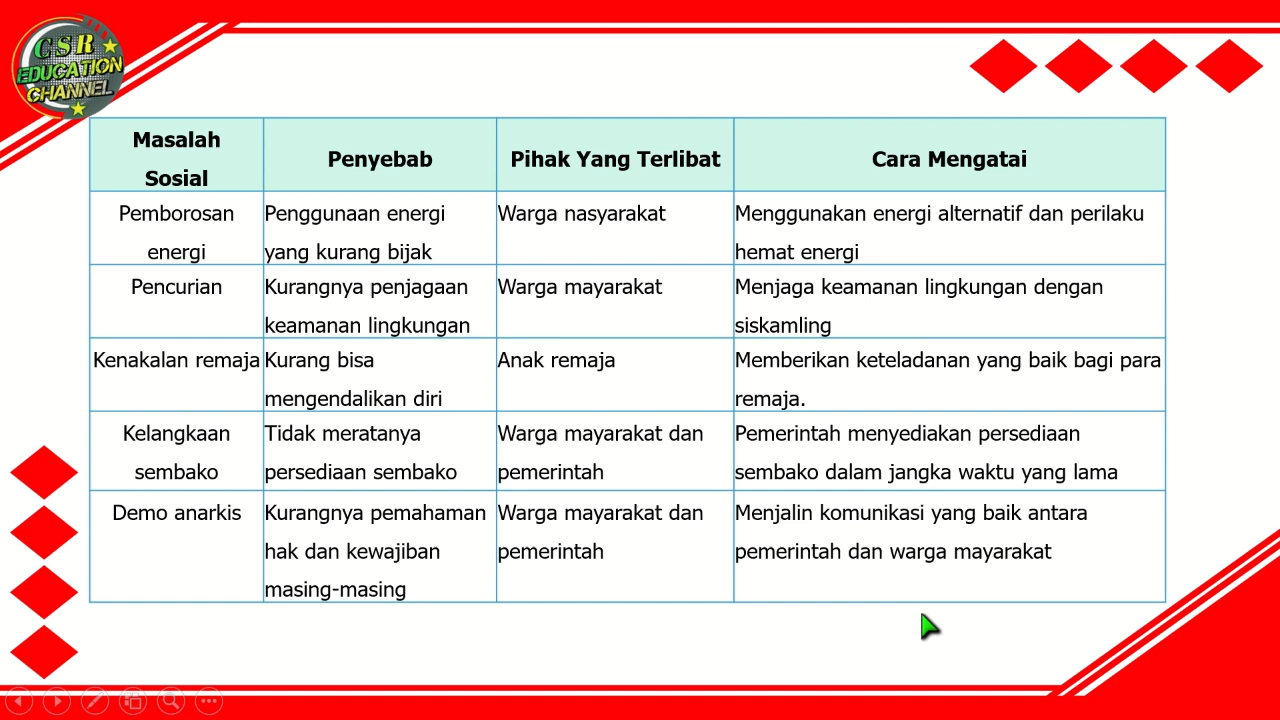 CSR
EDUCATION
CHANNEL
Masalah
Sosial
Penyebab
Pihak Yang Terlibat
Cara Mengatai
Pemborosan
energi
Penggunaan energi
yang kurang bijak
Warga nasyarakat
Menggunakan energi alternatif dan perilaku
hemat energi
Pencurian
Kurangnya penjagaan
keamanan lingkungan
Warga mayarakat
Menjaga keamanan lingkungan dengan
siskamling
Kenakalan remaja
Kurang bisa
mengendalikan diri
Anak remaja
Memberikan keteladanan yang baik bagi para
remaja.
Kelangkaan
sembako
Tidak meratanya
persediaan sembako
Warga mayarakat dan
pemerintah
Pemerintah menyediakan persediaan
sembako dalam jangka waktu yang lama
Demo anarkis
Kurangnya pemahaman
hak dan kewajiban
masing-masing
Warga mayarakat dan
pemerintah
Menjalin komunikasi yang baik antara
pemerintah dan warga mayarakat